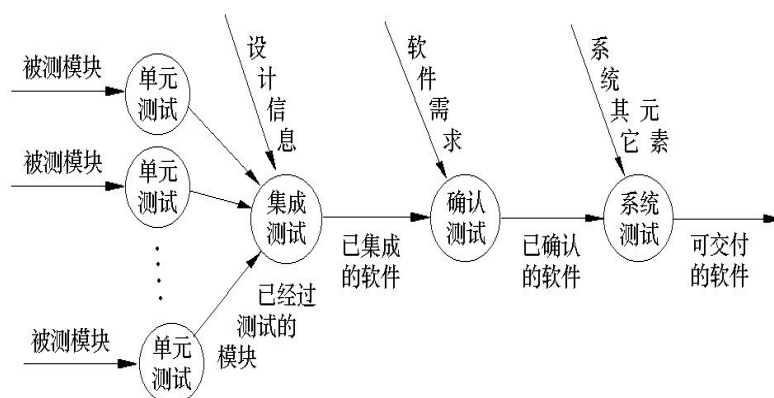 被测模块
单元
测试
被测模块
单元
测试
被测模块
单元
测试
已经过
测试的
模块
设计信息
集成
测试
已集成
的软件
软件需求
确认
测试
已确认
的软件
系统其它元素
系统
测试
可交付
的软件